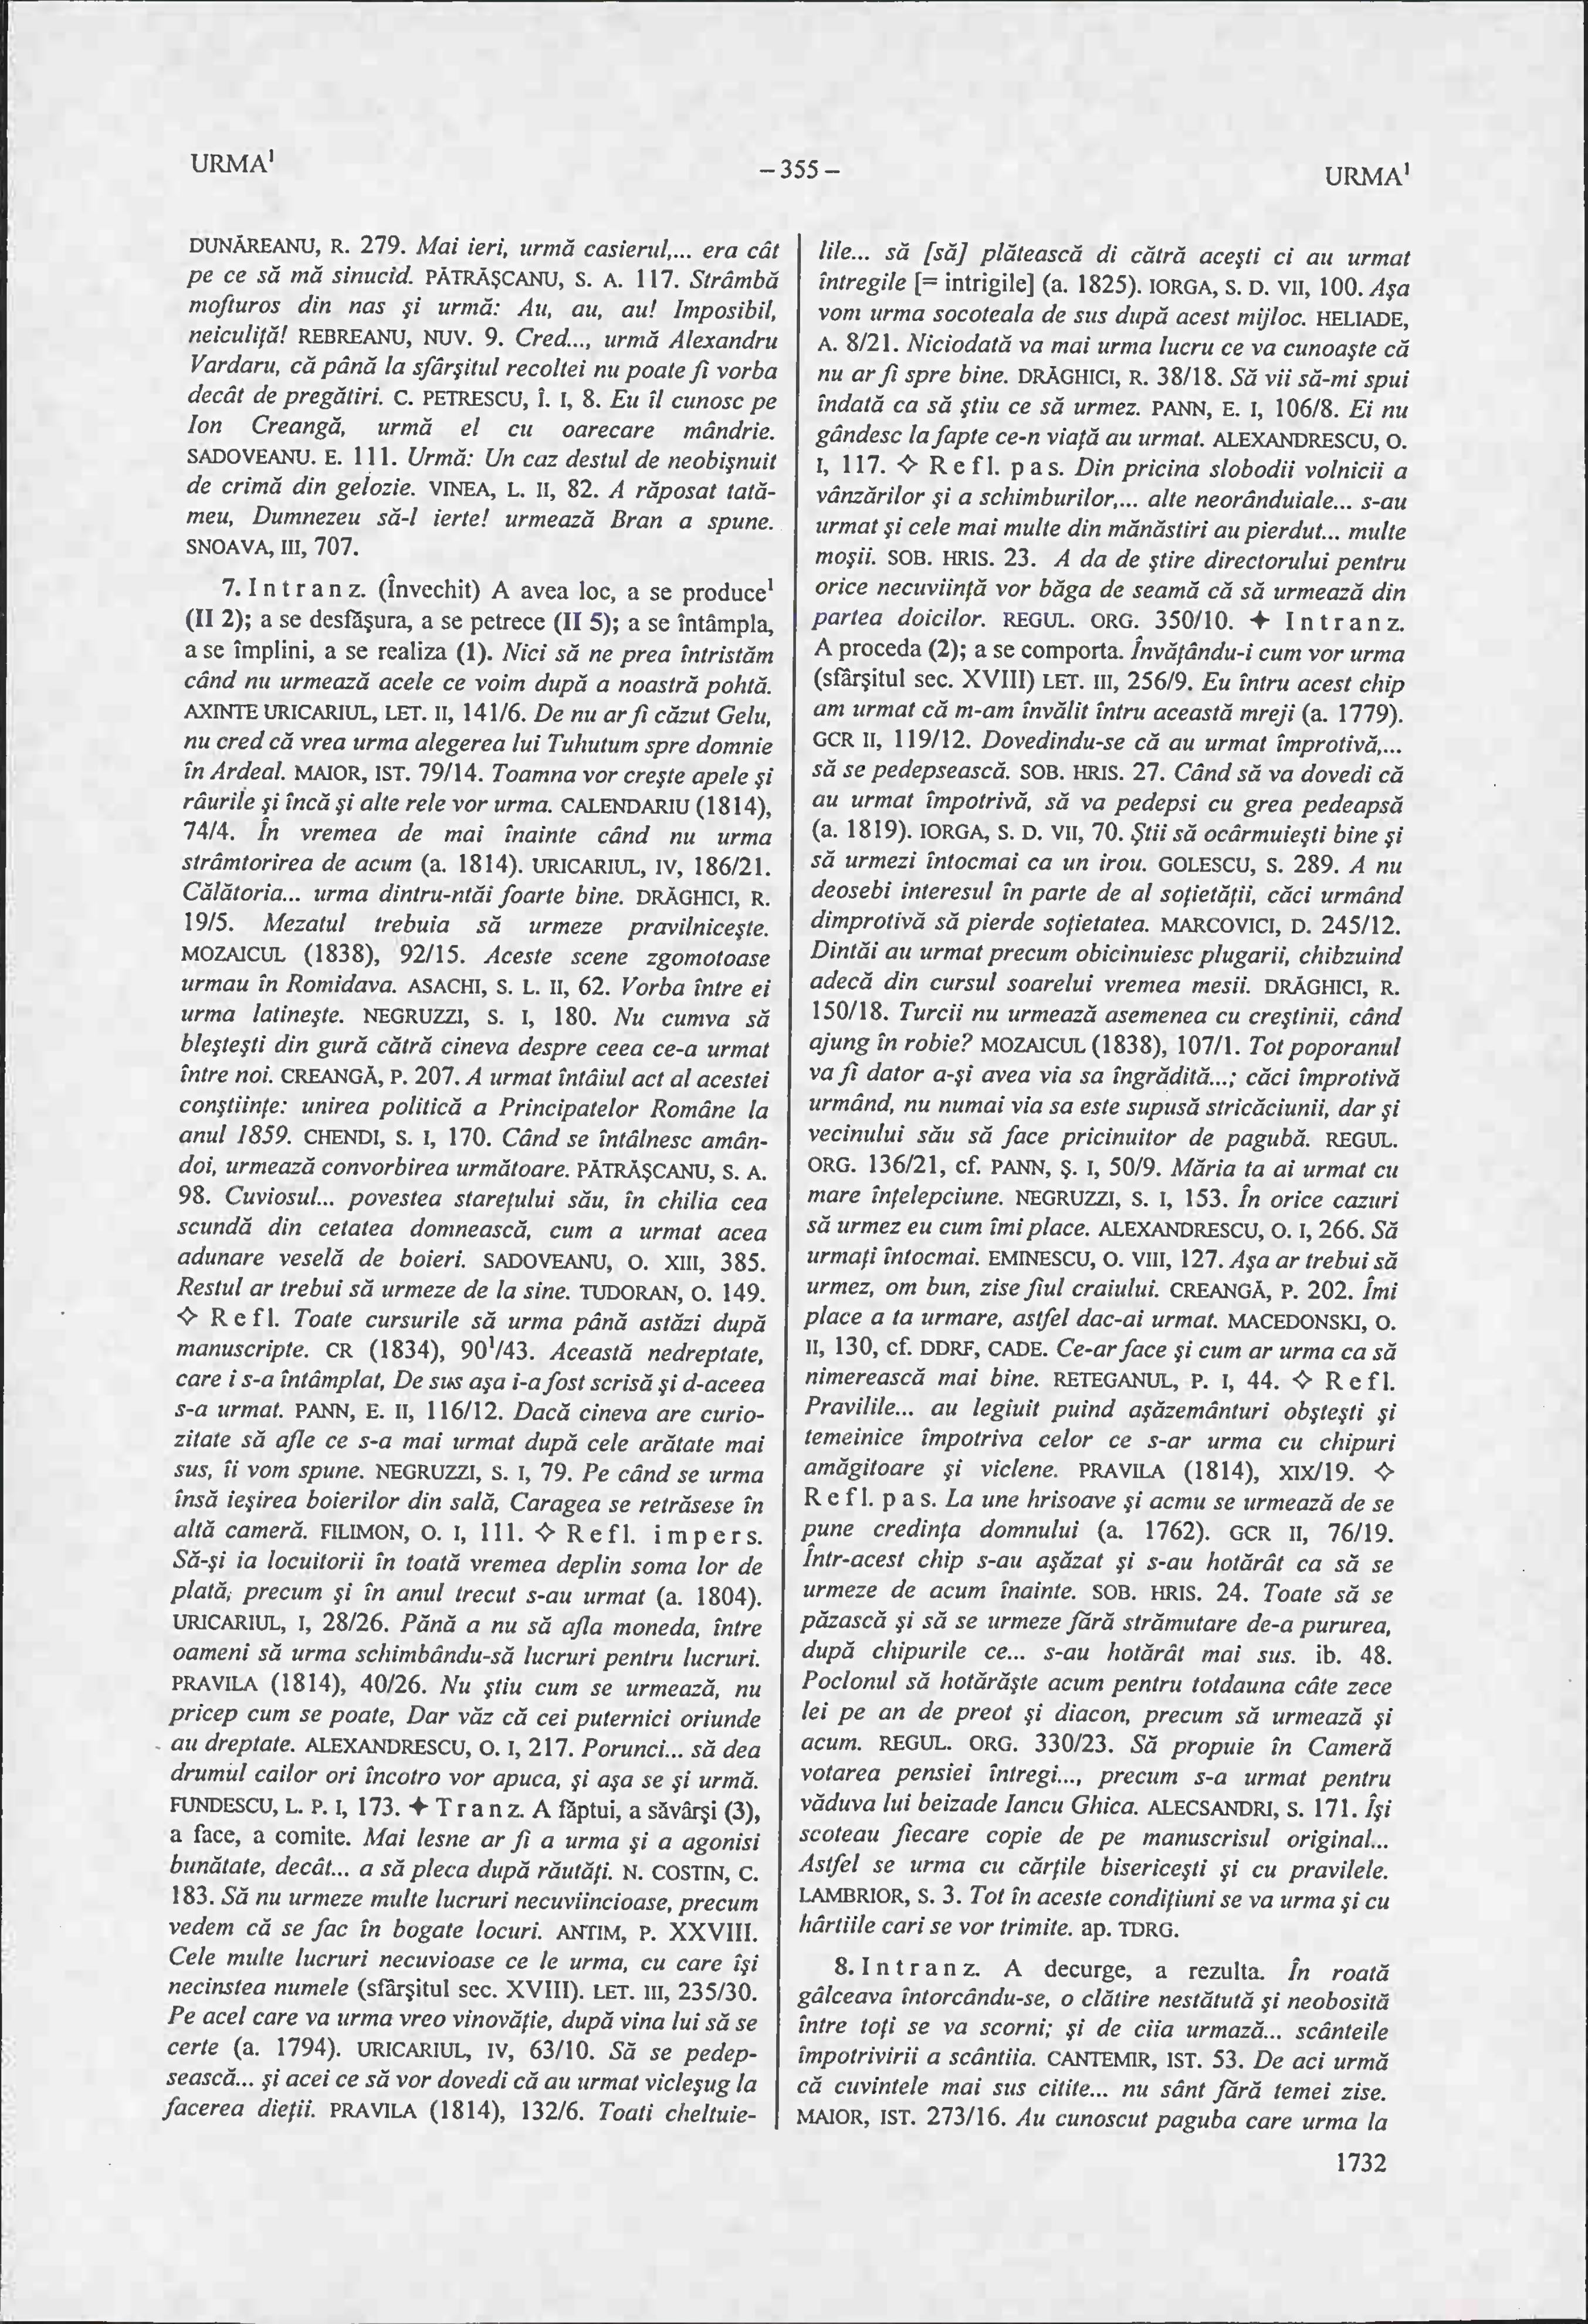 URMA¹
– 355 –
URMA¹
DUNĂREANU, R. 279. Mai ieri, urmă casierul,... era cât
pe ce să mă sinucid. PĂTRĂŞCANU, S. A. 117. Strâmbă
mofturos din nas şi urmă: Au, au, au! Imposibil,
neiculiţă! REBREANU, NUV. 9. Cred..., urmă Alexandru
Vardaru, că până la sfârşitul recoltei nu poate fi vorba
decât de pregătiri. C. PETRESCU, Î. I, 8. Eu îl cunosc pe
Ion Creangă, urmă el cu oarecare mândrie.
SADOVEANU. E. 111. Urmă: Un caz destul de neobişnuit
de crimă din gelozie. VINEA, L. II, 82. A răposat tată-
meu, Dumnezeu să-l ierte! urmează Bran a spune.
SNOAVA, III, 707.
7. Intranz. (Învechit) A avea loc, a se produce¹
(II 2); a se desfăşura, a se petrece (II 5); a se întâmpla,
a se împlini, a se realiza (1). Nici să ne prea întristăm
când nu urmează acele ce voim după a noastră pohtă.
AXINTE URICARIUL, LET. II, 141/6. De nu ar fi căzut Gelu,
nu cred că vrea urma alegerea lui Tuhutum spre domnie
în Ardeal. MAIOR, IST. 79/14. Toamna vor creşte apele şi
râurile şi încă şi alte rele vor urma. CALENDARIU (1814),
74/4. În vremea de mai înainte când nu urma
strâmtorirea de acum (a. 1814). URICARIUL, IV, 186/21.
Călătoria... urma dintru-ntăi foarte bine. DRĂGHICI, R.
19/5. Mezatul trebuia să urmeze pravilniceşte.
MOZAICUL (1838), 92/15. Aceste scene zgomotoase
urmau în Romidava. ASACHI, S. L. II, 62. Vorba între ei
urma latineşte. NEGRUZZI, S. I, 180. Nu cumva să
bleşteşti din gură cătră cineva despre ceea ce-a urmat
între noi. CREANGĂ, P. 207. A urmat întâiul act al acestei
conştiinţe: unirea politică a Principatelor Române la
anul 1859. CHENDI, S. I, 170. Când se întâlnesc amân-
doi, urmează convorbirea următoare. PĂTRĂŞCANU, S. A.
98. Cuviosul... povestea stareţului său, în chilia cea
scundă din cetatea domnească, cum a urmat acea
adunare veselă de boieri. SADOVEANU, O. XIII, 385.
Restul ar trebui să urmeze de la sine. TUDORAN, O. 149.
◇ Refl. Toate cursurile să urma până astăzi după
manuscripte. CR (1834), 90¹/43. Această nedreptate,
care i s-a întâmplat, De sus aşa i-a fost scrisă şi d-aceea
s-a urmat. PANN, E. II, 116/12. Dacă cineva are curio-
zitate să afle ce s-a mai urmat după cele arătate mai
sus, îi vom spune. NEGRUZZI, S. I, 79. Pe când se urma
însă ieşirea boierilor din sală, Caragea se retrăsese în
altă cameră. FILIMON, O. I, 111. ◇ Refl. impers.
Să-şi ia locuitorii în toată vremea deplin soma lor de
plată, precum şi în anul trecut s-au urmat (a. 1804).
URICARIUL, I, 28/26. Până a nu să afla moneda, între
oameni să urma schimbându-să lucruri pentru lucruri.
PRAVILA (1814), 40/26. Nu ştiu cum se urmează, nu
pricep cum se poate, Dar văz că cei puternici oriunde
au dreptate. ALEXANDRESCU, O. I, 217. Porunci... să dea
drumul cailor ori încotro vor apuca, şi aşa se şi urmă.
FUNDESCU, L. P. I, 173. ✦ Tranz. A făptui, a săvârşi (3),
a face, a comite. Mai lesne ar fi a urma şi a agonisi
bunătate, decât... a să pleca după răutăţi. N. COSTIN, C.
183. Să nu urmeze multe lucruri necuviincioase, precum
vedem că se fac în bogate locuri. ANTIM, P. XXVIII.
Cele multe lucruri necuvioase ce le urma, cu care îşi
necinstea numele (sfârşitul sec. XVIII). LET. III, 235/30.
Pe acel care va urma vreo vinovăţie, după vina lui să se
certe (a. 1794). URICARIUL, IV, 63/10. Să se pedep-
sească... şi acei ce să vor dovedi că au urmat vicleşug la
facerea dieţii. PRAVILA (1814), 132/6. Toati cheltuie-
lile... să [să] plătească di cătră aceşti ci au urmat
întregile [= intrigile] (a. 1825). IORGA, S. D. VII, 100. Aşa
vom urma socoteala de sus după acest mijloc. HELIADE,
A. 8/21. Niciodată va mai urma lucru ce va cunoaşte că
nu ar fi spre bine. DRĂGHICI, R. 38/18. Să vii să-mi spui
îndată ca să ştiu ce să urmez. PANN, E. I, 106/8. Ei nu
gândesc la fapte ce-n viaţă au urmat. ALEXANDRESCU, O.
I, 117. ◇ Refl. pas. Din pricina slobodii volnicii a
vânzărilor şi a schimburilor,... alte neorânduiale... s-au
urmat şi cele mai multe din mănăstiri au pierdut... multe
moşii. SOB. HRIS. 23. A da de ştire directorului pentru
orice necuviinţă vor băga de seamă că să urmează din
partea doicilor. REGUL. ORG. 350/10. ✦ Intranz.
A proceda (2); a se comporta. Învăţându-i cum vor urma
(sfârşitul sec. XVIII) LET. III, 256/9. Eu întru acest chip
am urmat că m-am învălit întru această mreji (a. 1779).
GCR II, 119/12. Dovedindu-se că au urmat împrotivă,...
să se pedepsească. SOB. HRIS. 27. Când să va dovedi că
au urmat împotrivă, să va pedepsi cu grea pedeapsă
(a. 1819). IORGA, S. D. VII, 70. Ştii să ocârmuieşti bine şi
să urmezi întocmai ca un irou. GOLESCU, S. 289. A nu
deosebi interesul în parte de al soţietăţii, căci urmând
dimprotivă să pierde soţietatea. MARCOVICI, D. 245/12.
Dintăi au urmat precum obicinuiesc plugarii, chibzuind
adecă din cursul soarelui vremea mesii. DRĂGHICI, R.
150/18. Turcii nu urmează asemenea cu creştinii, când
ajung în robie? MOZAICUL (1838), 107/1. Tot poporanul
va fi dator a-şi avea via sa îngrădită...; căci împrotivă
urmând, nu numai via sa este supusă stricăciunii, dar şi
vecinului său să face pricinuitor de pagubă. REGUL.
ORG. 136/21, cf. PANN, Ş. I, 50/9. Măria ta ai urmat cu
mare înţelepciune. NEGRUZZI, S. I, 153. În orice cazuri
să urmez eu cum îmi place. ALEXANDRESCU, O. I, 266. Să
urmaţi întocmai. EMINESCU, O. VIII, 127. Aşa ar trebui să
urmez, om bun, zise fiul craiului. CREANGĂ, P. 202. Îmi
place a ta urmare, astfel dac-ai urmat. MACEDONSKI, O.
II, 130, cf. DDRF, CADE. Ce-ar face şi cum ar urma ca să
nimerească mai bine. RETEGANUL, P. I, 44. ◇ Refl.
Pravilile... au legiuit puind aşăzemânturi obşteşti şi
temeinice împotriva celor ce s-ar urma cu chipuri
amăgitoare şi viclene. PRAVILA (1814), XIX/19. ◇
Refl. pas. La une hrisoave şi acmu se urmează de se
pune credinţa domnului (a. 1762). GCR II, 76/19.
Într-acest chip s-au aşăzat şi s-au hotărât ca să se
urmeze de acum înainte. SOB. HRIS. 24. Toate să se
păzască şi să se urmeze fără strămutare de-a pururea,
după chipurile ce... s-au hotărât mai sus. ib. 48.
Poclonul să hotărăşte acum pentru totdauna câte zece
lei pe an de preot şi diacon, precum să urmează şi
acum. REGUL. ORG. 330/23. Să propuie în Cameră
votarea pensiei întregi..., precum s-a urmat pentru
văduva lui beizade Iancu Ghica. ALECSANDRI, S. 171. Îşi
scoteau fiecare copie de pe manuscrisul original...
Astfel se urma cu cărţile bisericeşti şi cu pravilele.
LAMBRIOR, S. 3. Tot în aceste condiţiuni se va urma şi cu
hârtiile cari se vor trimite. ap. TDRG.
8. Intranz. A decurge, a rezulta. În roată
gâlceava întorcându-se, o clătire nestătută şi neobosită
între toţi se va scorni; şi de ciia urmază... scânteile
împotrivirii a scântiia. CANTEMIR, IST. 53. De aci urmă
că cuvintele mai sus citite... nu sânt fără temei zise.
MAIOR, IST. 273/16. Au cunoscut paguba care urma la
1732